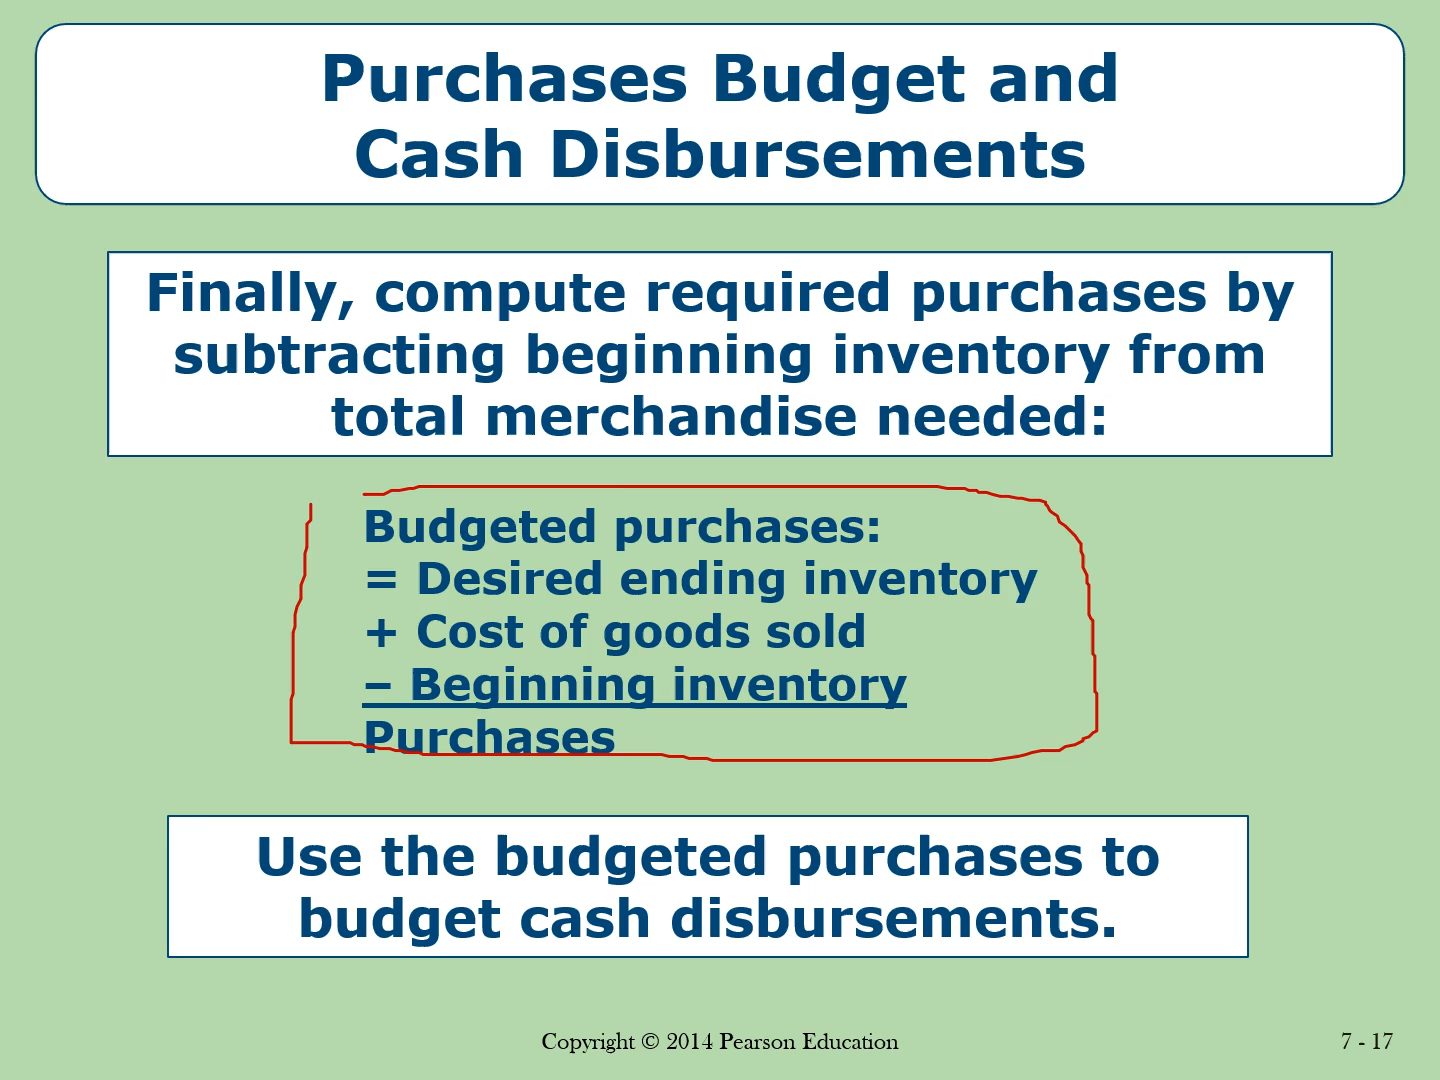 Purchases Budget and
Cash Disbursements
Finally, compute required purchases by
subtracting beginning inventory from
total merchandise needed:
Budgeted purchases:
= Desired ending inventory
+ Cost of goods sold
– Beginning inventory
Purchases
Use the budgeted purchases to
budget cash disbursements.
Copyright © 2014 Pearson Education
7 - 17